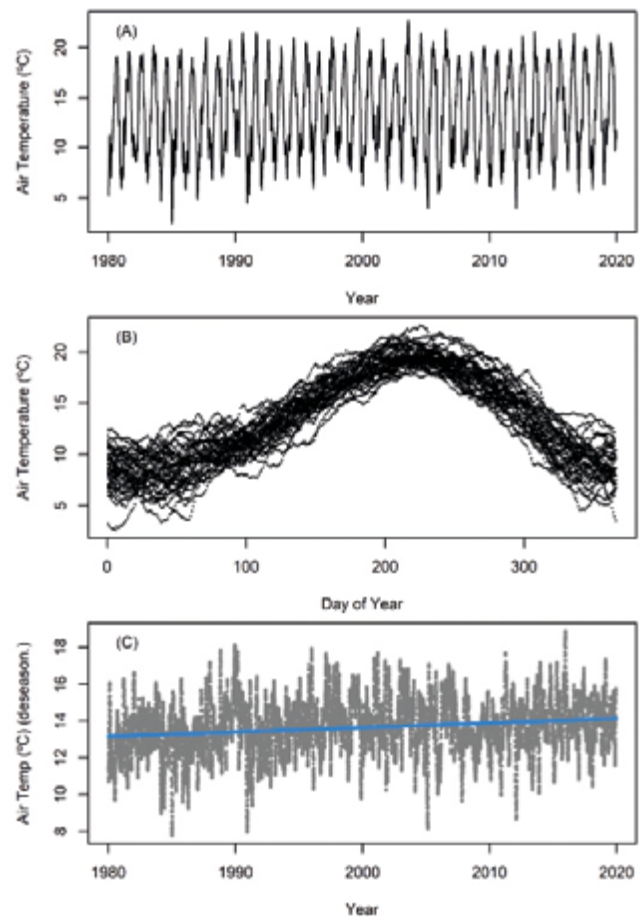 (A)
Air Temperature (°C)
20
15
10
5
1980 1990 2000 2010 2020
Year
(B)
Air Temperature (°C)
20
15
10
5
0 100 200 300
Day of Year
(C)
Air Temp (°C) (deseason.)
18
16
14
12
10
8
1980 1990 2000 2010 2020
Year